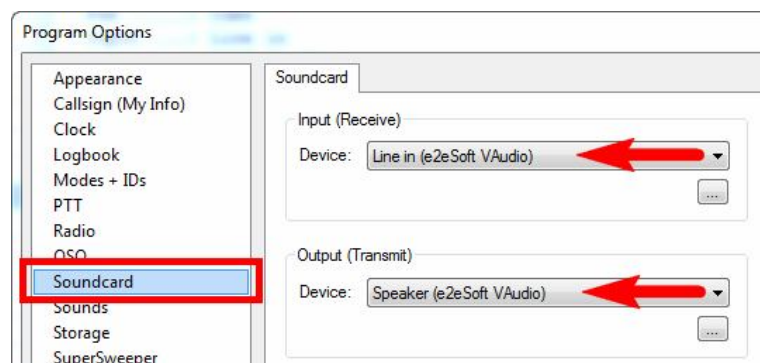 Program Options
Appearance
Callsign (My Info)
Clock
Logbook
Modes + IDs
PTT
Radio
QSO
Soundcard
Sounds
Storage
SuperSweeper
Soundcard
Input (Receive)
Device: Line in (e2eSoft VAudio)
...
Output (Transmit)
Device: Speaker (e2eSoft VAudio)
...